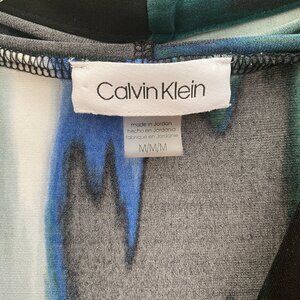 Calvin Klein
made in Jordan
hecho en Jordania
fabriqué en Jordanie
M/M/M